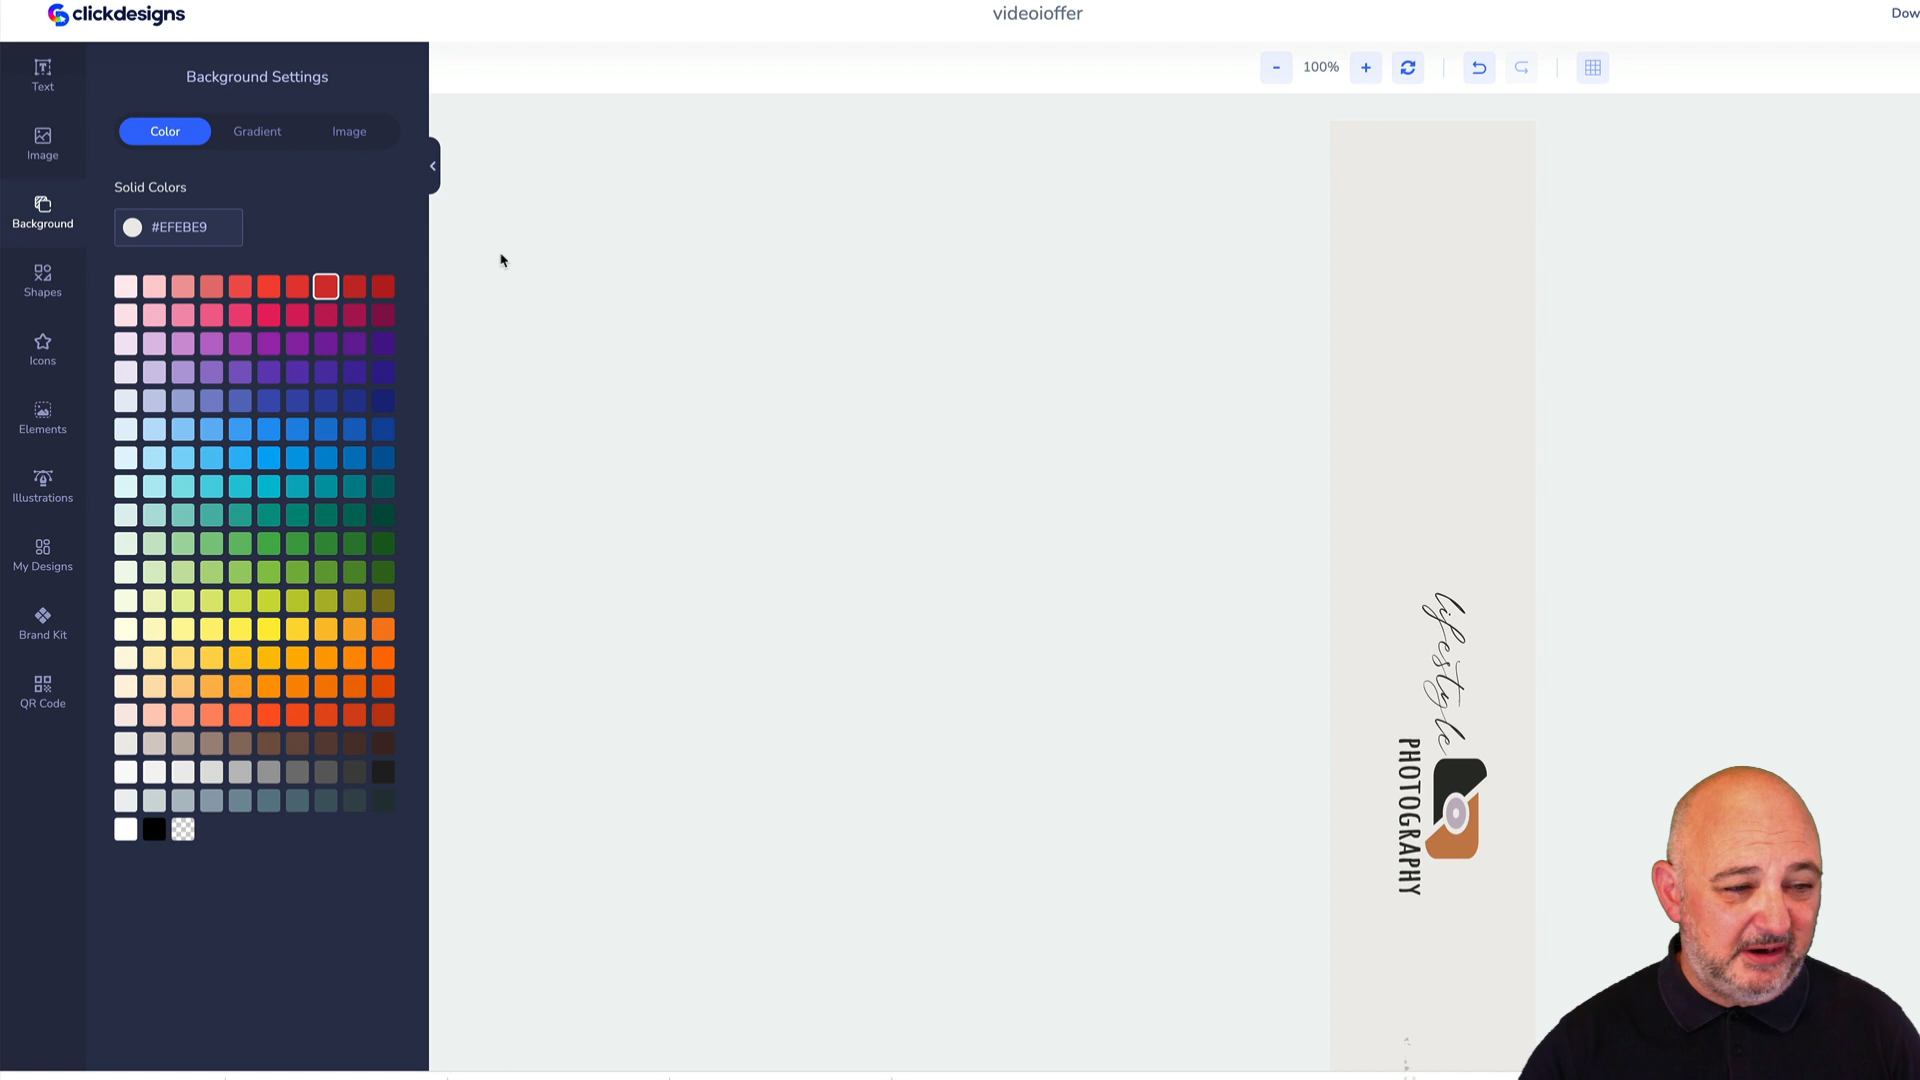 clickdesigns
videoioffer
Dow
Text
Image
Background
Shapes
Icons
Elements
Illustrations
My Designs
Brand Kit
QR Code
Background Settings
Color
Gradient
Image
Solid Colors
#EFEBE9
- 100% +
lifestyle
PHOTOGRAPHY